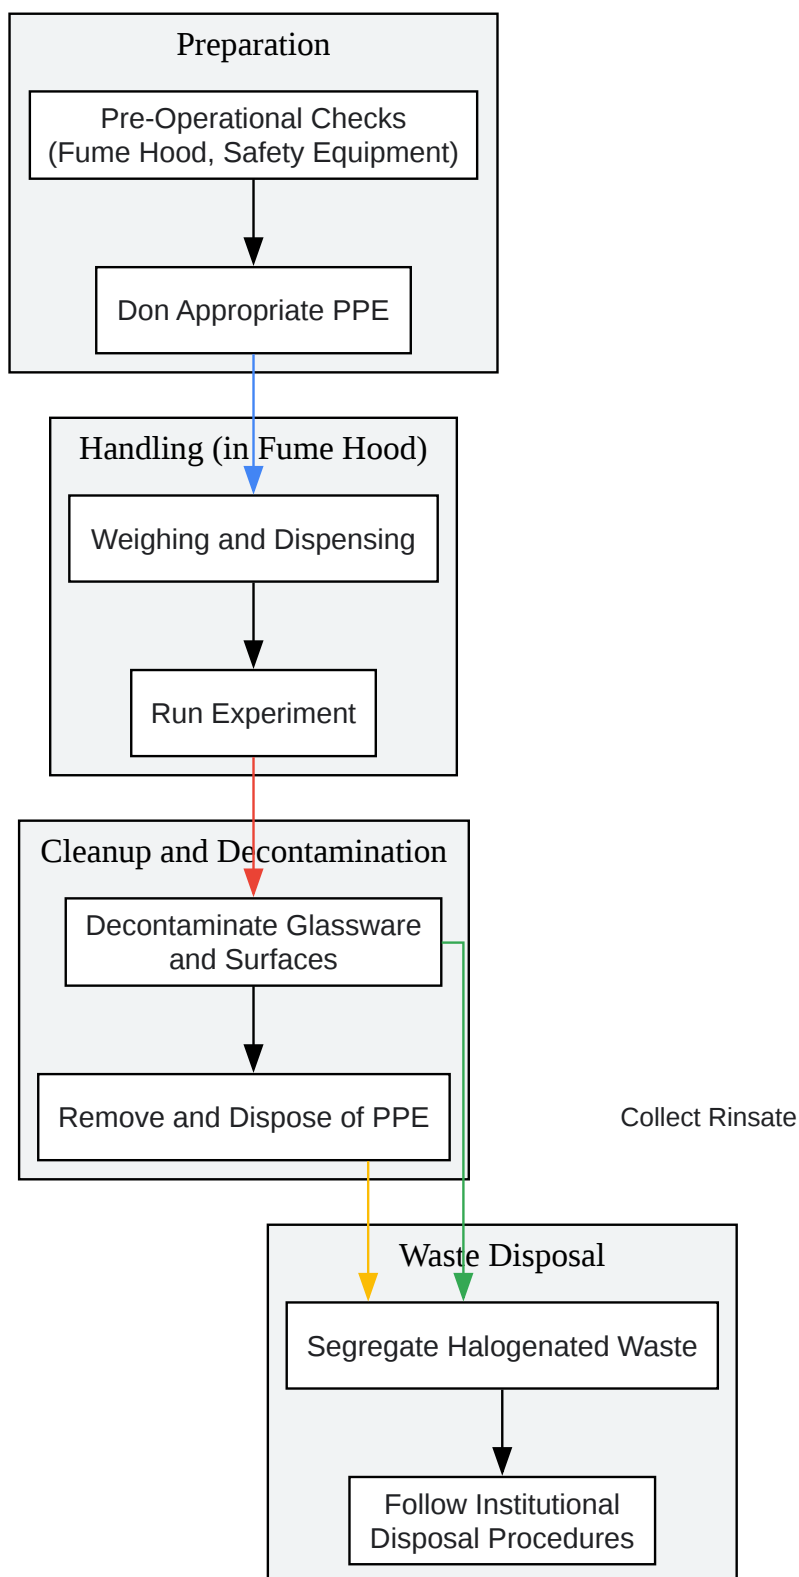 Preparation
Pre-Operational Checks
(Fume Hood, Safety Equipment)
Don Appropriate PPE
Handling (in Fume Hood)
Weighing and Dispensing
Run Experiment
Cleanup and Decontamination
Decontaminate Glassware
and Surfaces
Remove and Dispose of PPE
Collect Rinsate
Waste Disposal
Segregate Halogenated Waste
Follow Institutional
Disposal Procedures